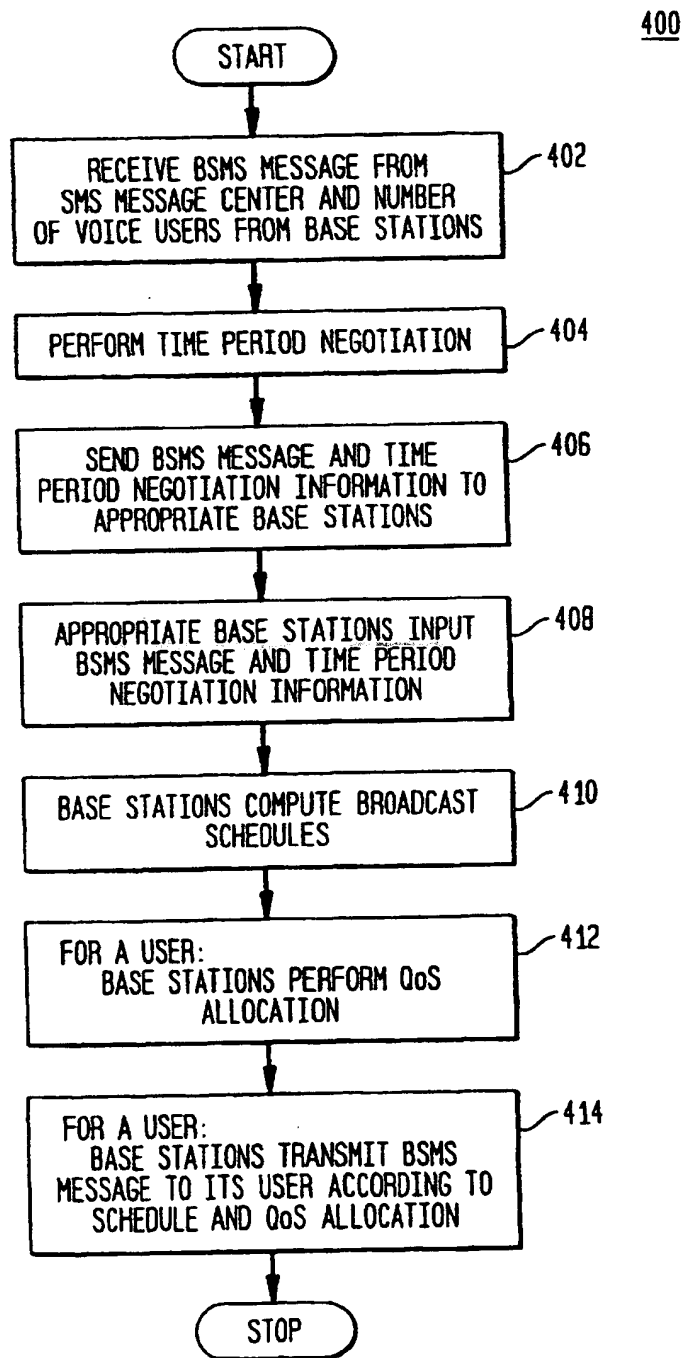 400
START
RECEIVE BSMS MESSAGE FROM
SMS MESSAGE CENTER AND NUMBER
OF VOICE USERS FROM BASE STATIONS
402
PERFORM TIME PERIOD NEGOTIATION
404
SEND BSMS MESSAGE AND TIME
PERIOD NEGOTIATION INFORMATION TO
APPROPRIATE BASE STATIONS
406
APPROPRIATE BASE STATIONS INPUT
BSMS MESSAGE AND TIME PERIOD
NEGOTIATION INFORMATION
408
BASE STATIONS COMPUTE BROADCAST
SCHEDULES
410
FOR A USER:
BASE STATIONS PERFORM QoS
ALLOCATION
412
FOR A USER:
BASE STATIONS TRANSMIT BSMS
MESSAGE TO ITS USER ACCORDING TO
SCHEDULE AND QoS ALLOCATION
414
STOP